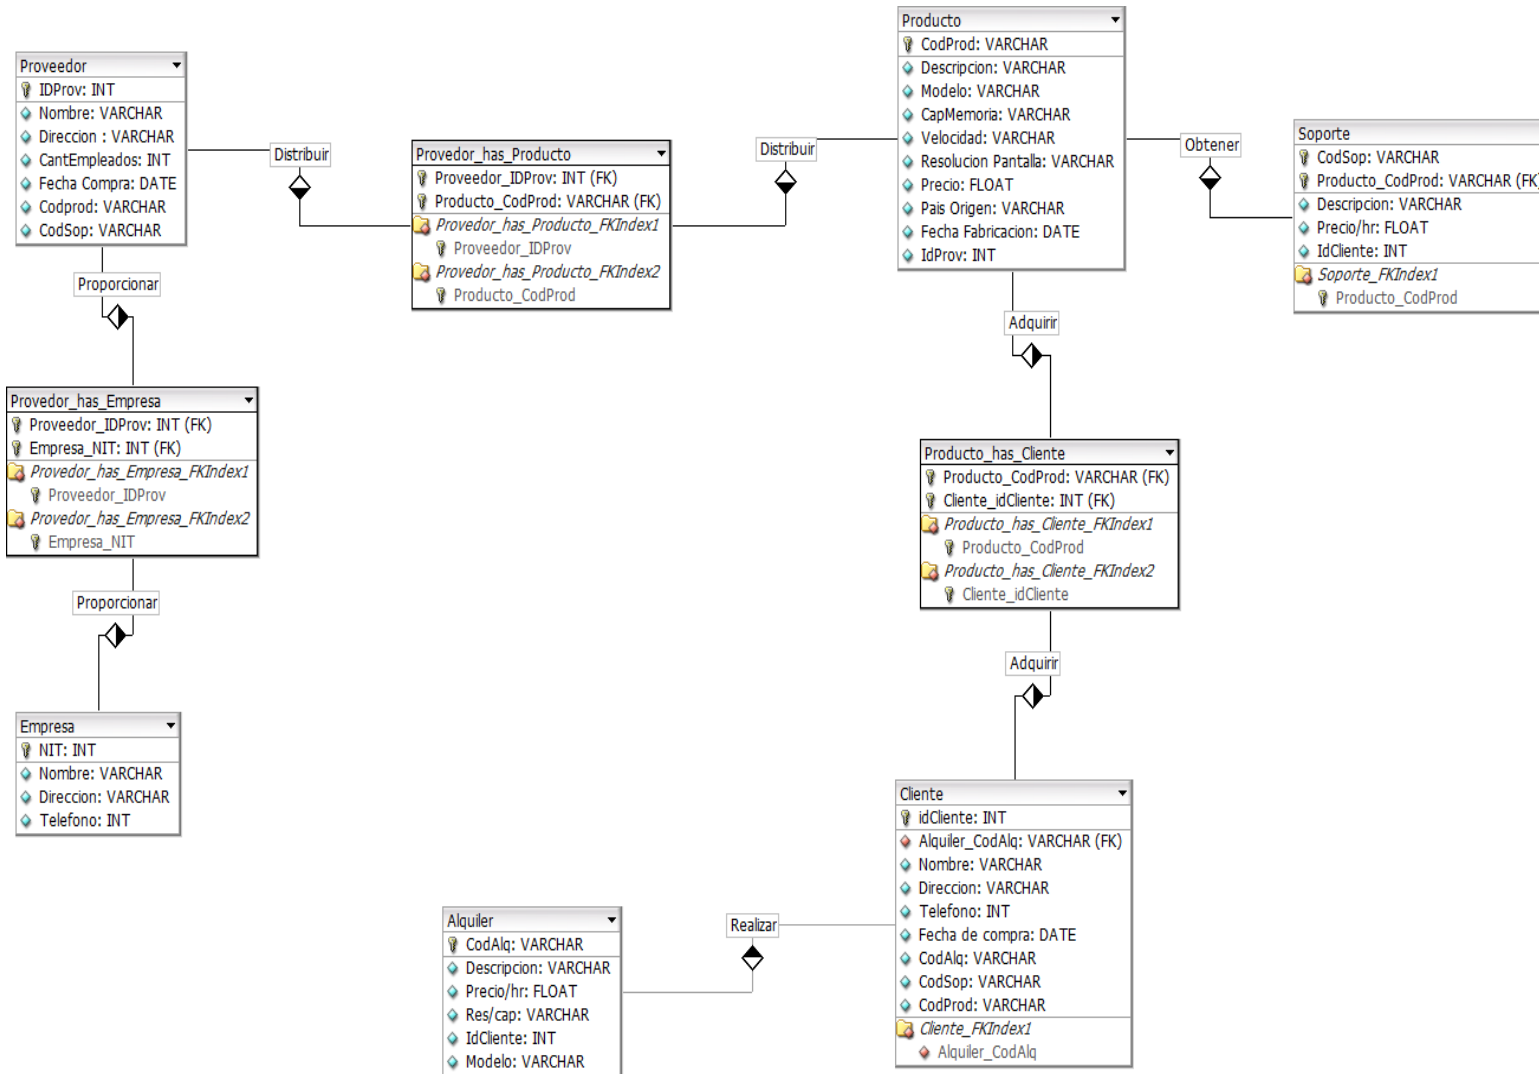 Proveedor
IDProv: INT
Nombre: VARCHAR
Direccion : VARCHAR
CantEmpleados: INT
Fecha Compra: DATE
Codprod: VARCHAR
CodSop: VARCHAR
Distribuir
Provedor_has_Producto
Proveedor_IDProv: INT (FK)
Producto_CodProd: VARCHAR (FK)
Provedor_has_Producto_FKIndex1
Proveedor_IDProv
Provedor_has_Producto_FKIndex2
Producto_CodProd
Distribuir
Producto
CodProd: VARCHAR
Descripcion: VARCHAR
Modelo: VARCHAR
CapMemoria: VARCHAR
Velocidad: VARCHAR
Resolucion Pantalla: VARCHAR
Precio: FLOAT
Pais Origen: VARCHAR
Fecha Fabricacion: DATE
IdProv: INT
Obtener
Soporte
CodSop: VARCHAR
Producto_CodProd: VARCHAR (FK)
Descripcion: VARCHAR
Precio/hr: FLOAT
IdCliente: INT
Soporte_FKIndex1
Producto_CodProd
Proporcionar
Provedor_has_Empresa
Proveedor_IDProv: INT (FK)
Empresa_NIT: INT (FK)
Provedor_has_Empresa_FKIndex1
Proveedor_IDProv
Provedor_has_Empresa_FKIndex2
Empresa_NIT
Proporcionar
Empresa
NIT: INT
Nombre: VARCHAR
Direccion: VARCHAR
Telefono: INT
Adquirir
Producto_has_Cliente
Producto_CodProd: VARCHAR (FK)
Cliente_idCliente: INT (FK)
Producto_has_Cliente_FKIndex1
Producto_CodProd
Producto_has_Cliente_FKIndex2
Cliente_idCliente
Adquirir
Cliente
idCliente: INT
Alquiler_CodAlq: VARCHAR (FK)
Nombre: VARCHAR
Direccion: VARCHAR
Telefono: INT
Fecha de compra: DATE
CodAlq: VARCHAR
CodSop: VARCHAR
CodProd: VARCHAR
Cliente_FKIndex1
Alquiler_CodAlq
Realizar
Alquiler
CodAlq: VARCHAR
Descripcion: VARCHAR
Precio/hr: FLOAT
Res/cap: VARCHAR
IdCliente: INT
Modelo: VARCHAR